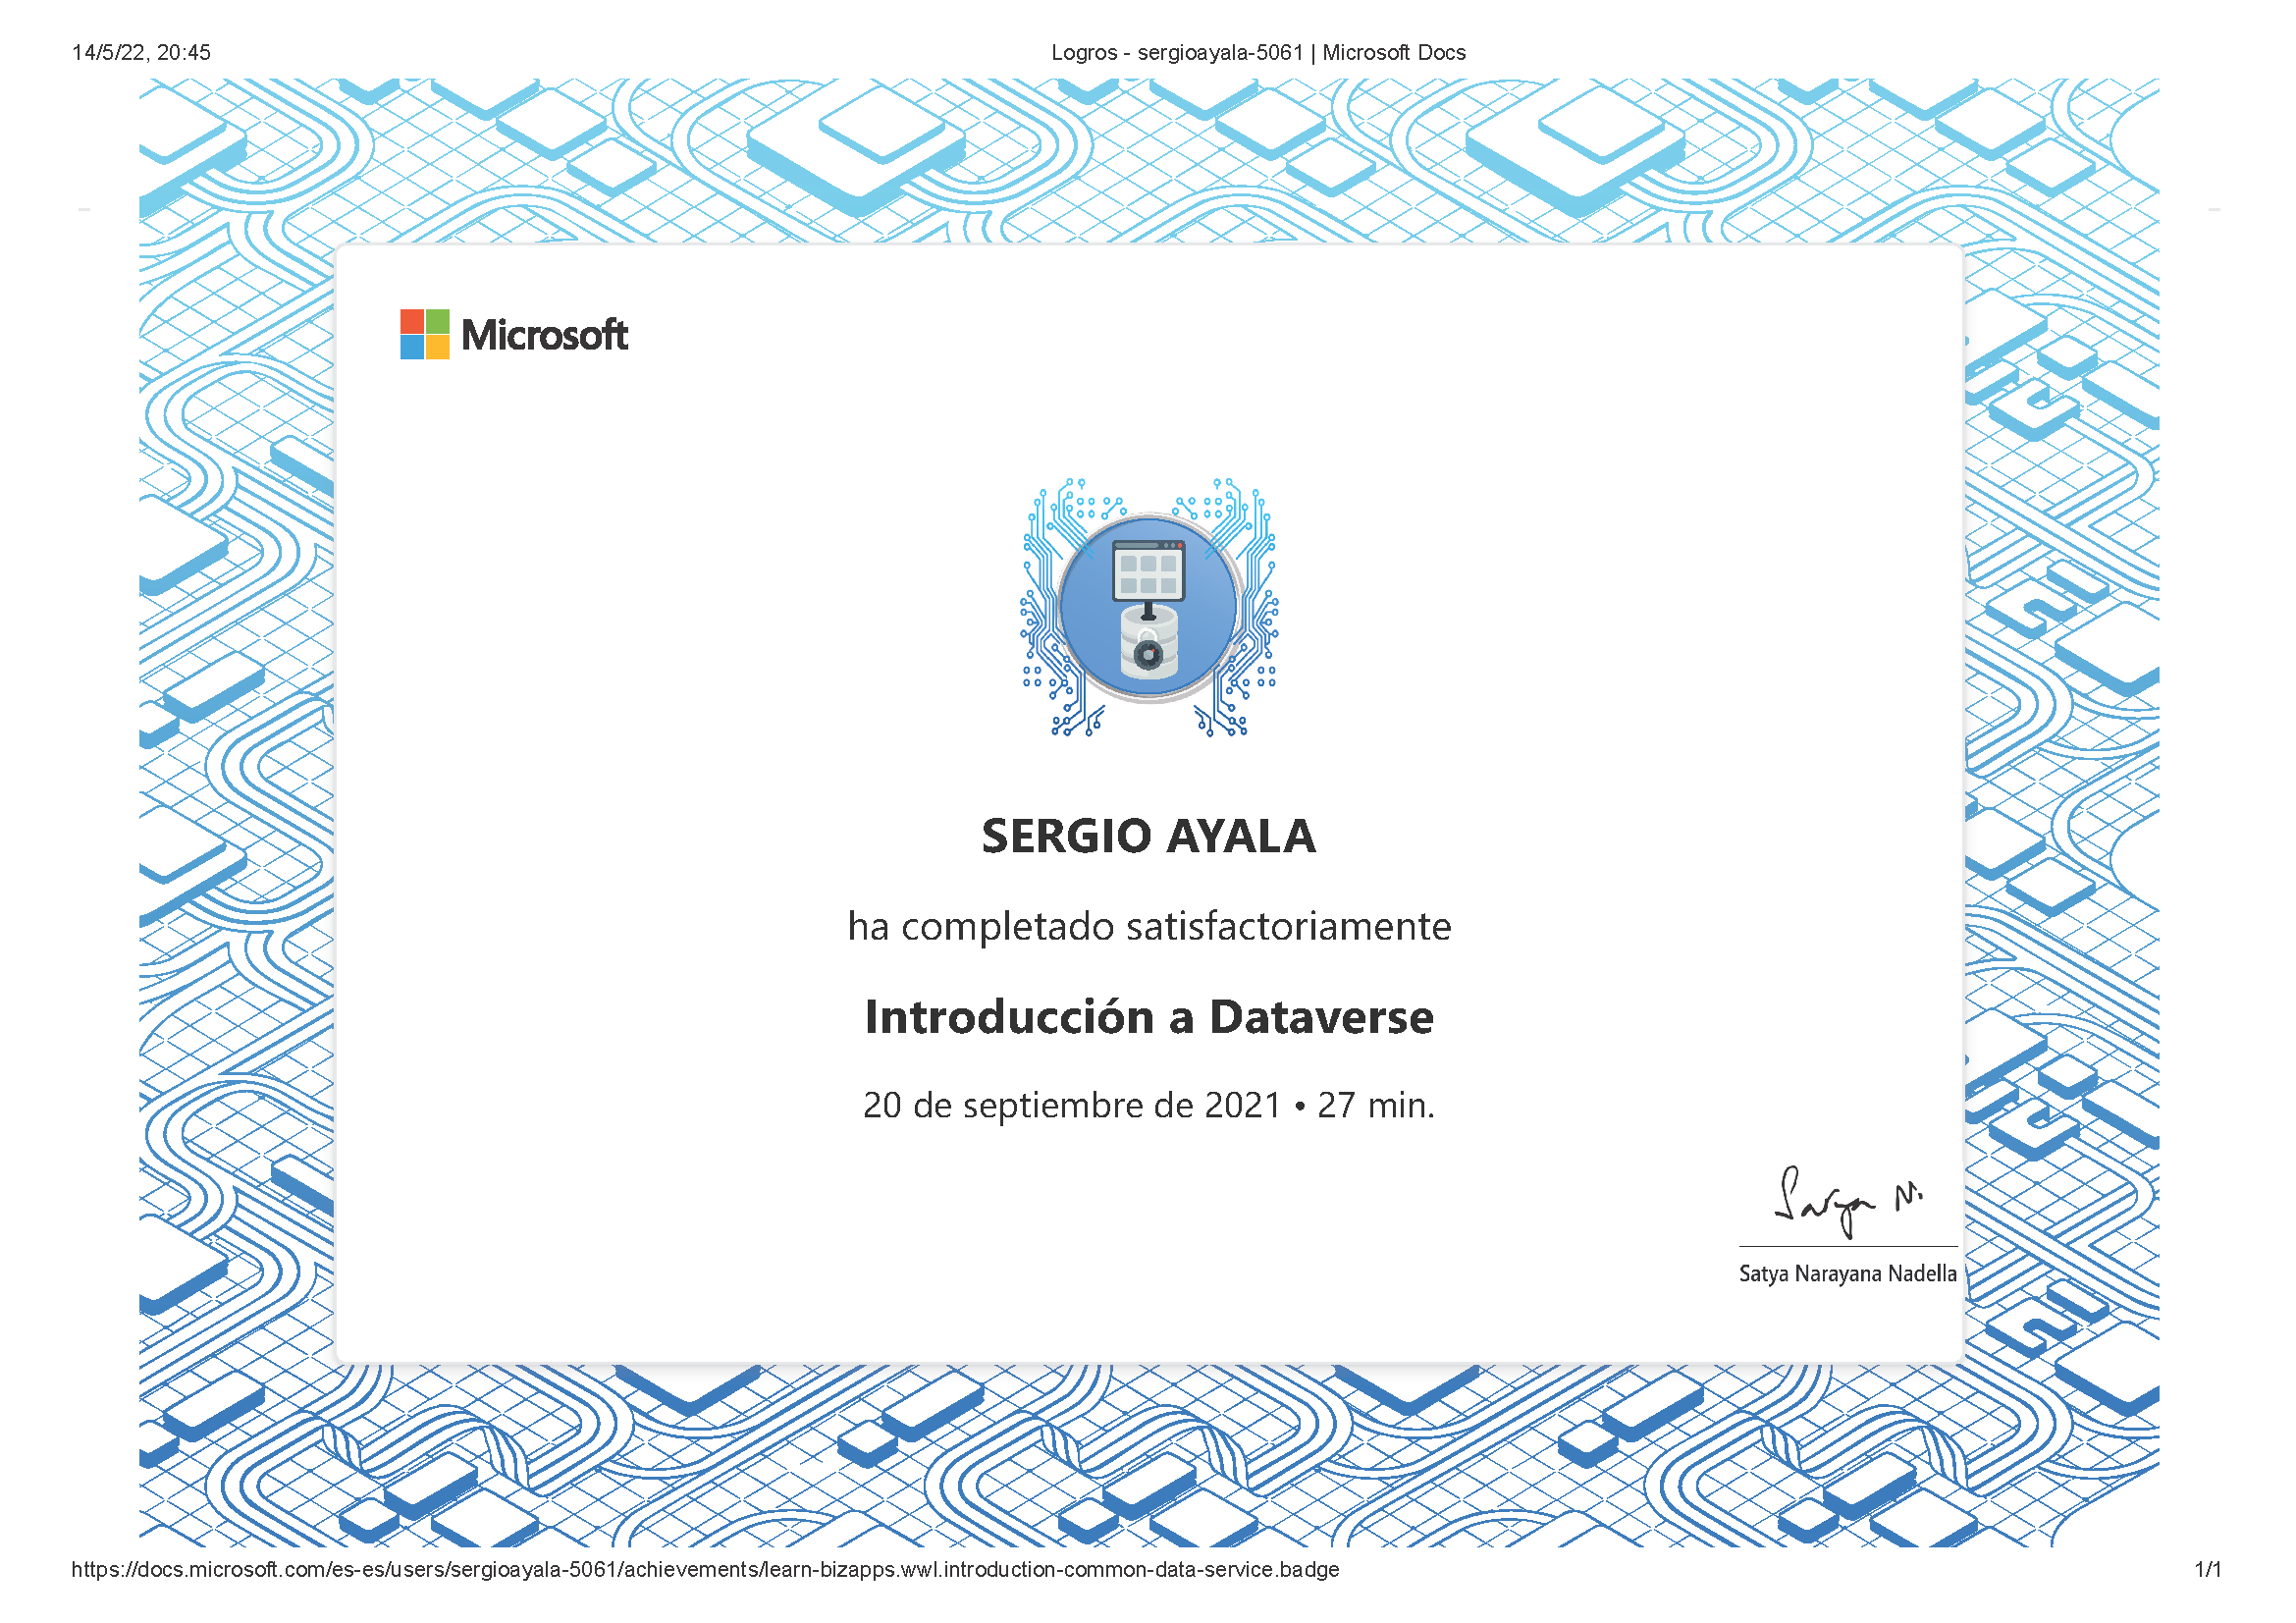 14/5/22, 20:45
Logros - sergioayala-5061 | Microsoft Docs
Microsoft
SERGIO AYALA
ha completado satisfactoriamente
Introducción a Dataverse
20 de septiembre de 2021 • 27 min.
Satya N.
Satya Narayana Nadella
https://docs.microsoft.com/es-es/users/sergioayala-5061/achievements/learn-bizapps.wwl.introduction-common-data-service.badge
1/1